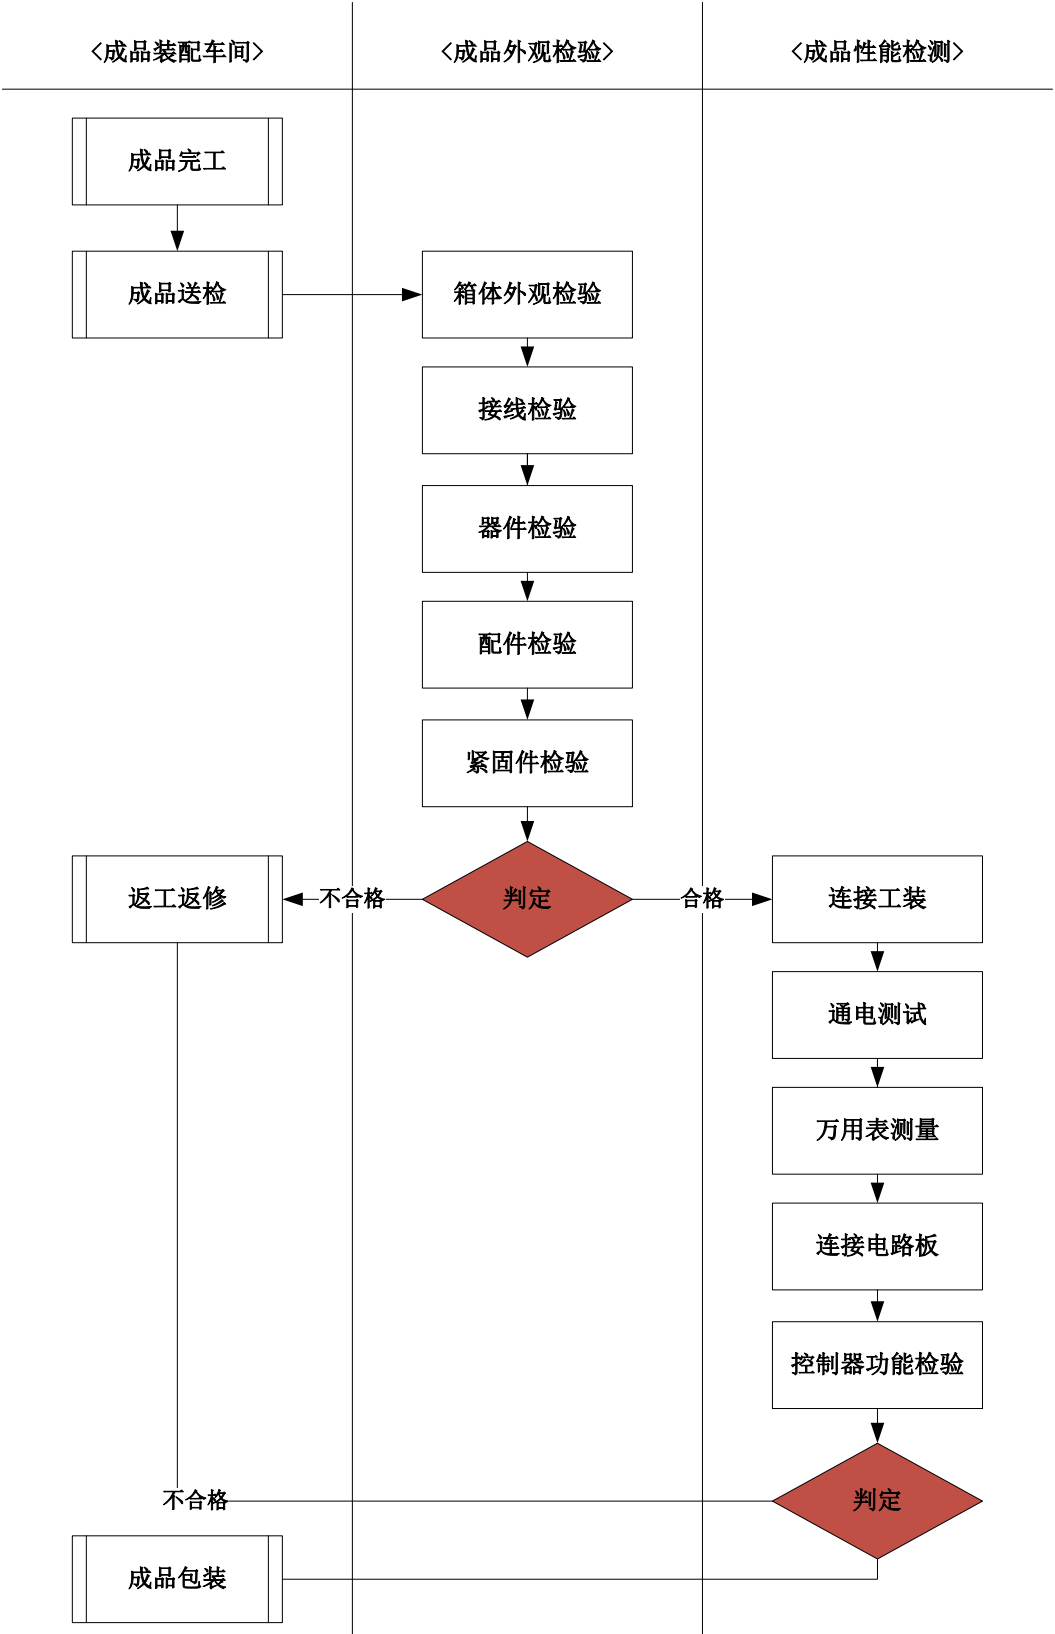 <成品装配车间>
<成品外观检验>
<成品性能检测>
成品完工
成品送检
箱体外观检验
接线检验
器件检验
配件检验
紧固件检验
返工返修
不合格
判定
合格
连接工装
通电测试
万用表测量
连接电路板
控制器功能检验
不合格
判定
成品包装